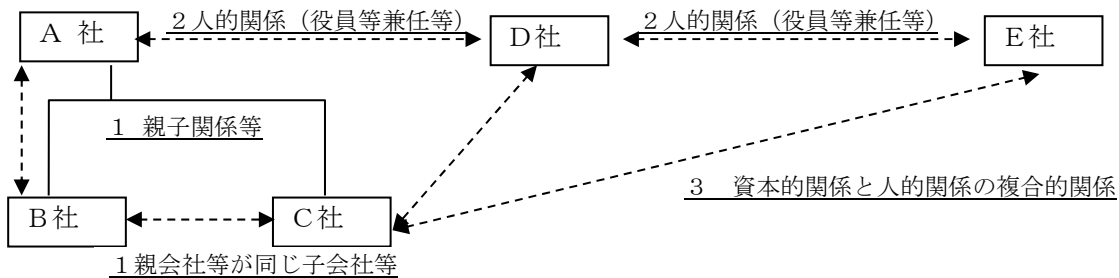 ２人的関係（役員等兼任等）
２人的関係（役員等兼任等）
Ａ 社
Ｄ社
Ｅ社
１ 親子関係等
３　資本的関係と人的関係の複合的関係
Ｂ社
Ｃ社
１親会社等が同じ子会社等